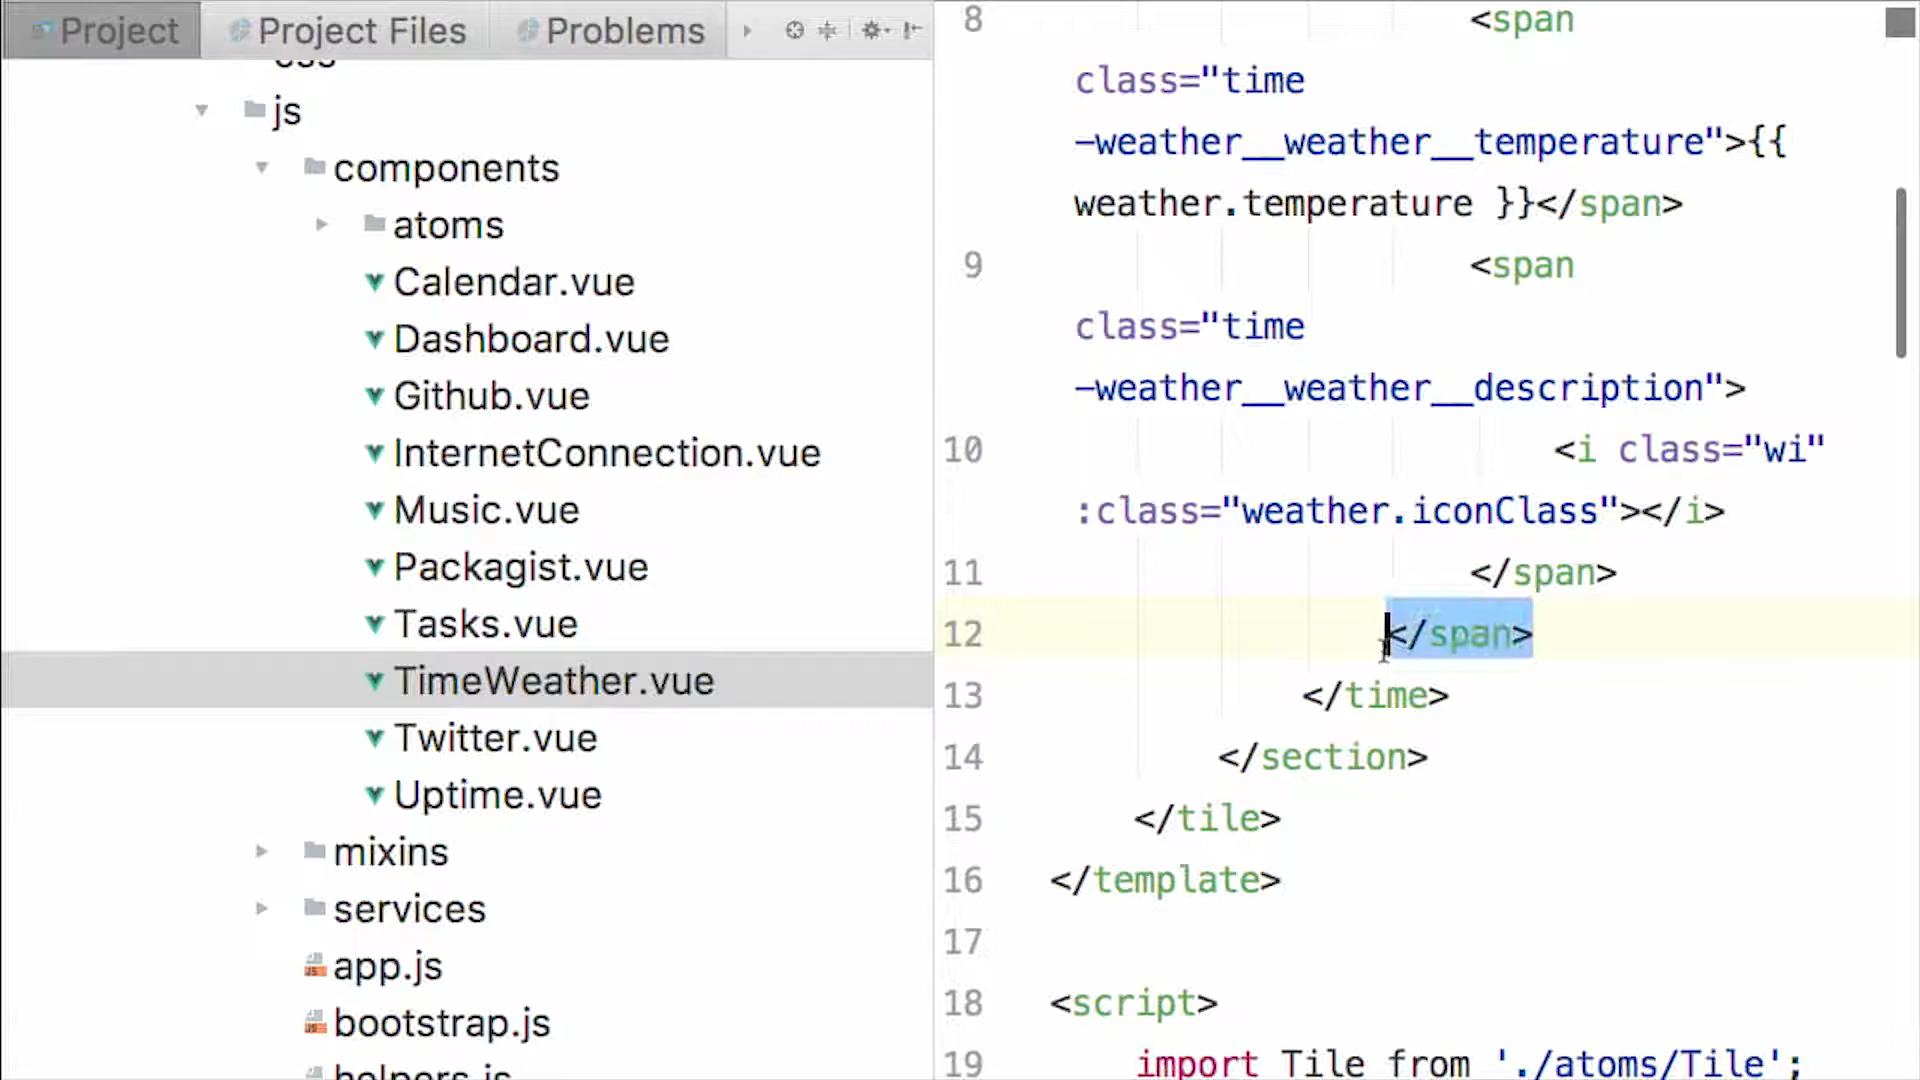 Project
Project Files
Problems
css
js
components
atoms
Calendar.vue
Dashboard.vue
Github.vue
InternetConnection.vue
Music.vue
Packagist.vue
Tasks.vue
TimeWeather.vue
Twitter.vue
Uptime.vue
mixins
services
app.js
bootstrap.js
helpers.js
8 <span
class="time
-weather__weather__temperature">{{
weather.temperature }}</span>
9 <span
class="time
-weather__weather__description">
10 <i class="wi"
:class="weather.iconClass"></i>
11 </span>
12 </span>
13 </time>
14 </section>
15 </tile>
16 </template>
17
18 <script>
19 import Tile from './atoms/Tile';